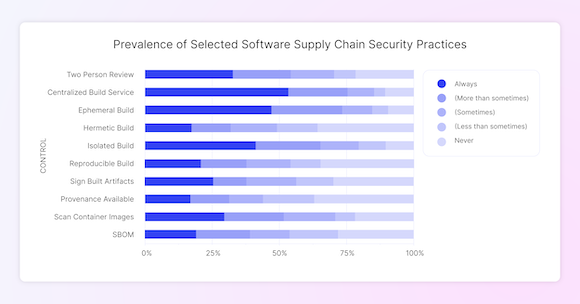 Prevalence of Selected Software Supply Chain Security Practices
CONTROL
Two Person Review
Centralized Build Service
Ephemeral Build
Hermetic Build
Isolated Build
Reproducible Build
Sign Built Artifacts
Provenance Available
Scan Container Images
SBOM
0% 25% 50% 75% 100%
Always
(More than sometimes)
(Sometimes)
(Less than sometimes)
Never